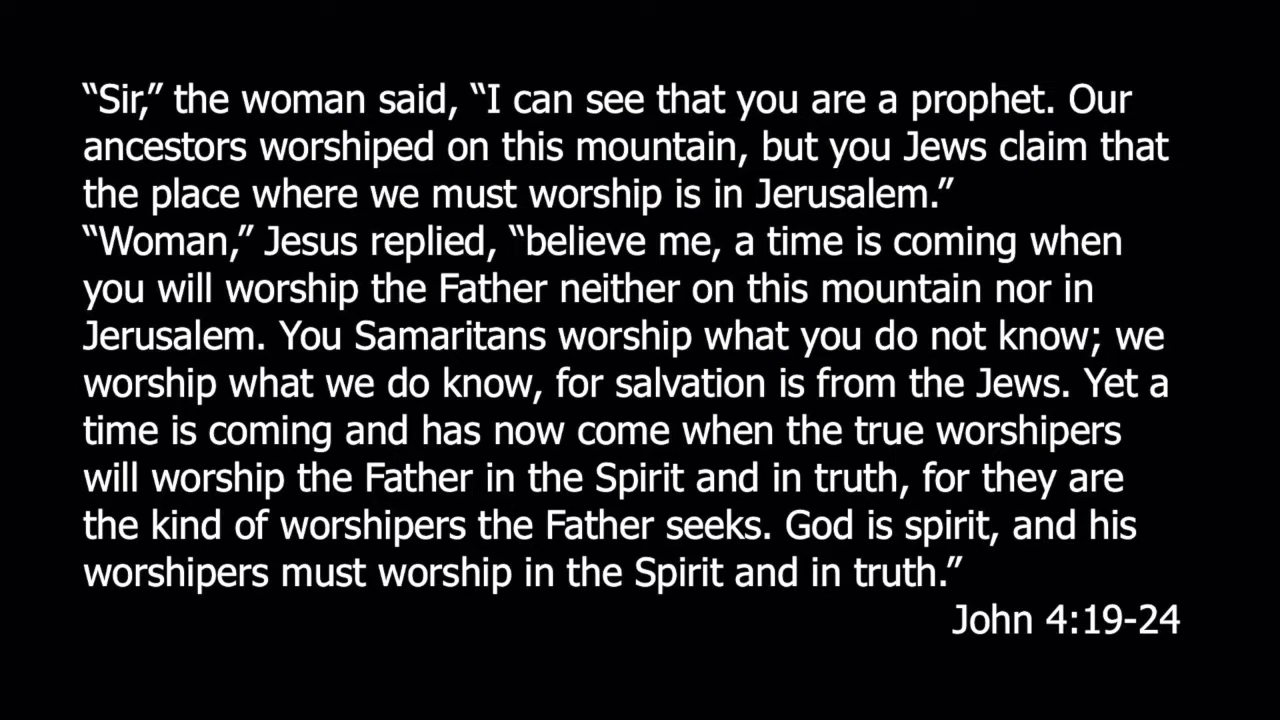 “Sir,” the woman said, “I can see that you are a prophet. Our
ancestors worshiped on this mountain, but you Jews claim that
the place where we must worship is in Jerusalem.”
“Woman,” Jesus replied, “believe me, a time is coming when
you will worship the Father neither on this mountain nor in
Jerusalem. You Samaritans worship what you do not know; we
worship what we do know, for salvation is from the Jews. Yet a
time is coming and has now come when the true worshipers
will worship the Father in the Spirit and in truth, for they are
the kind of worshipers the Father seeks. God is spirit, and his
worshipers must worship in the Spirit and in truth.”
John 4:19-24